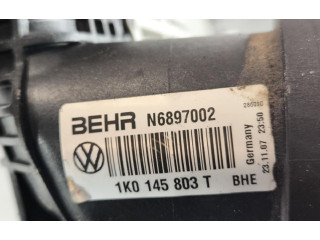 BEHR N6897002
1K0 145 803 T BHE
Germany
23.11.07 23:50